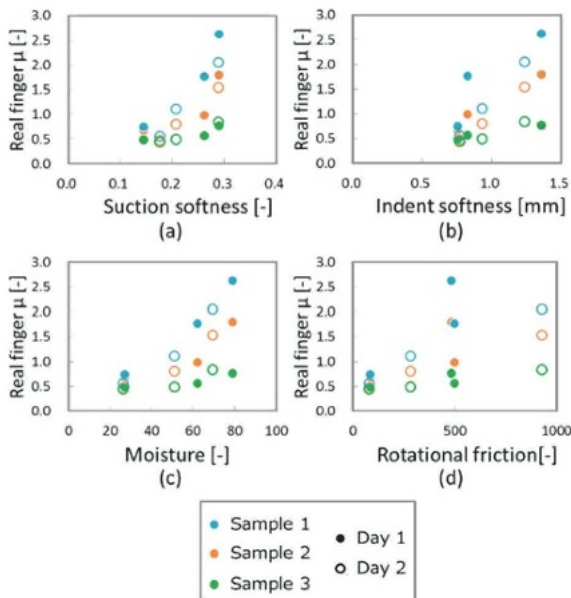 Real finger μ [-]
3.0
2.5
2.0
1.5
1.0
0.5
0.0
0.0 0.1 0.2 0.3 0.4
Suction softness [-]
(a)
Real finger μ [-]
3.0
2.5
2.0
1.5
1.0
0.5
0.0
0.0 0.5 1.0 1.5
Indent softness [mm]
(b)
Real finger μ [-]
3.0
2.5
2.0
1.5
1.0
0.5
0.0
0 20 40 60 80 100
Moisture [-]
(c)
Real finger μ [-]
3.0
2.5
2.0
1.5
1.0
0.5
0.0
0 500 1000
Rotational friction[-]
(d)
Sample 1
Sample 2
Sample 3
Day 1
Day 2